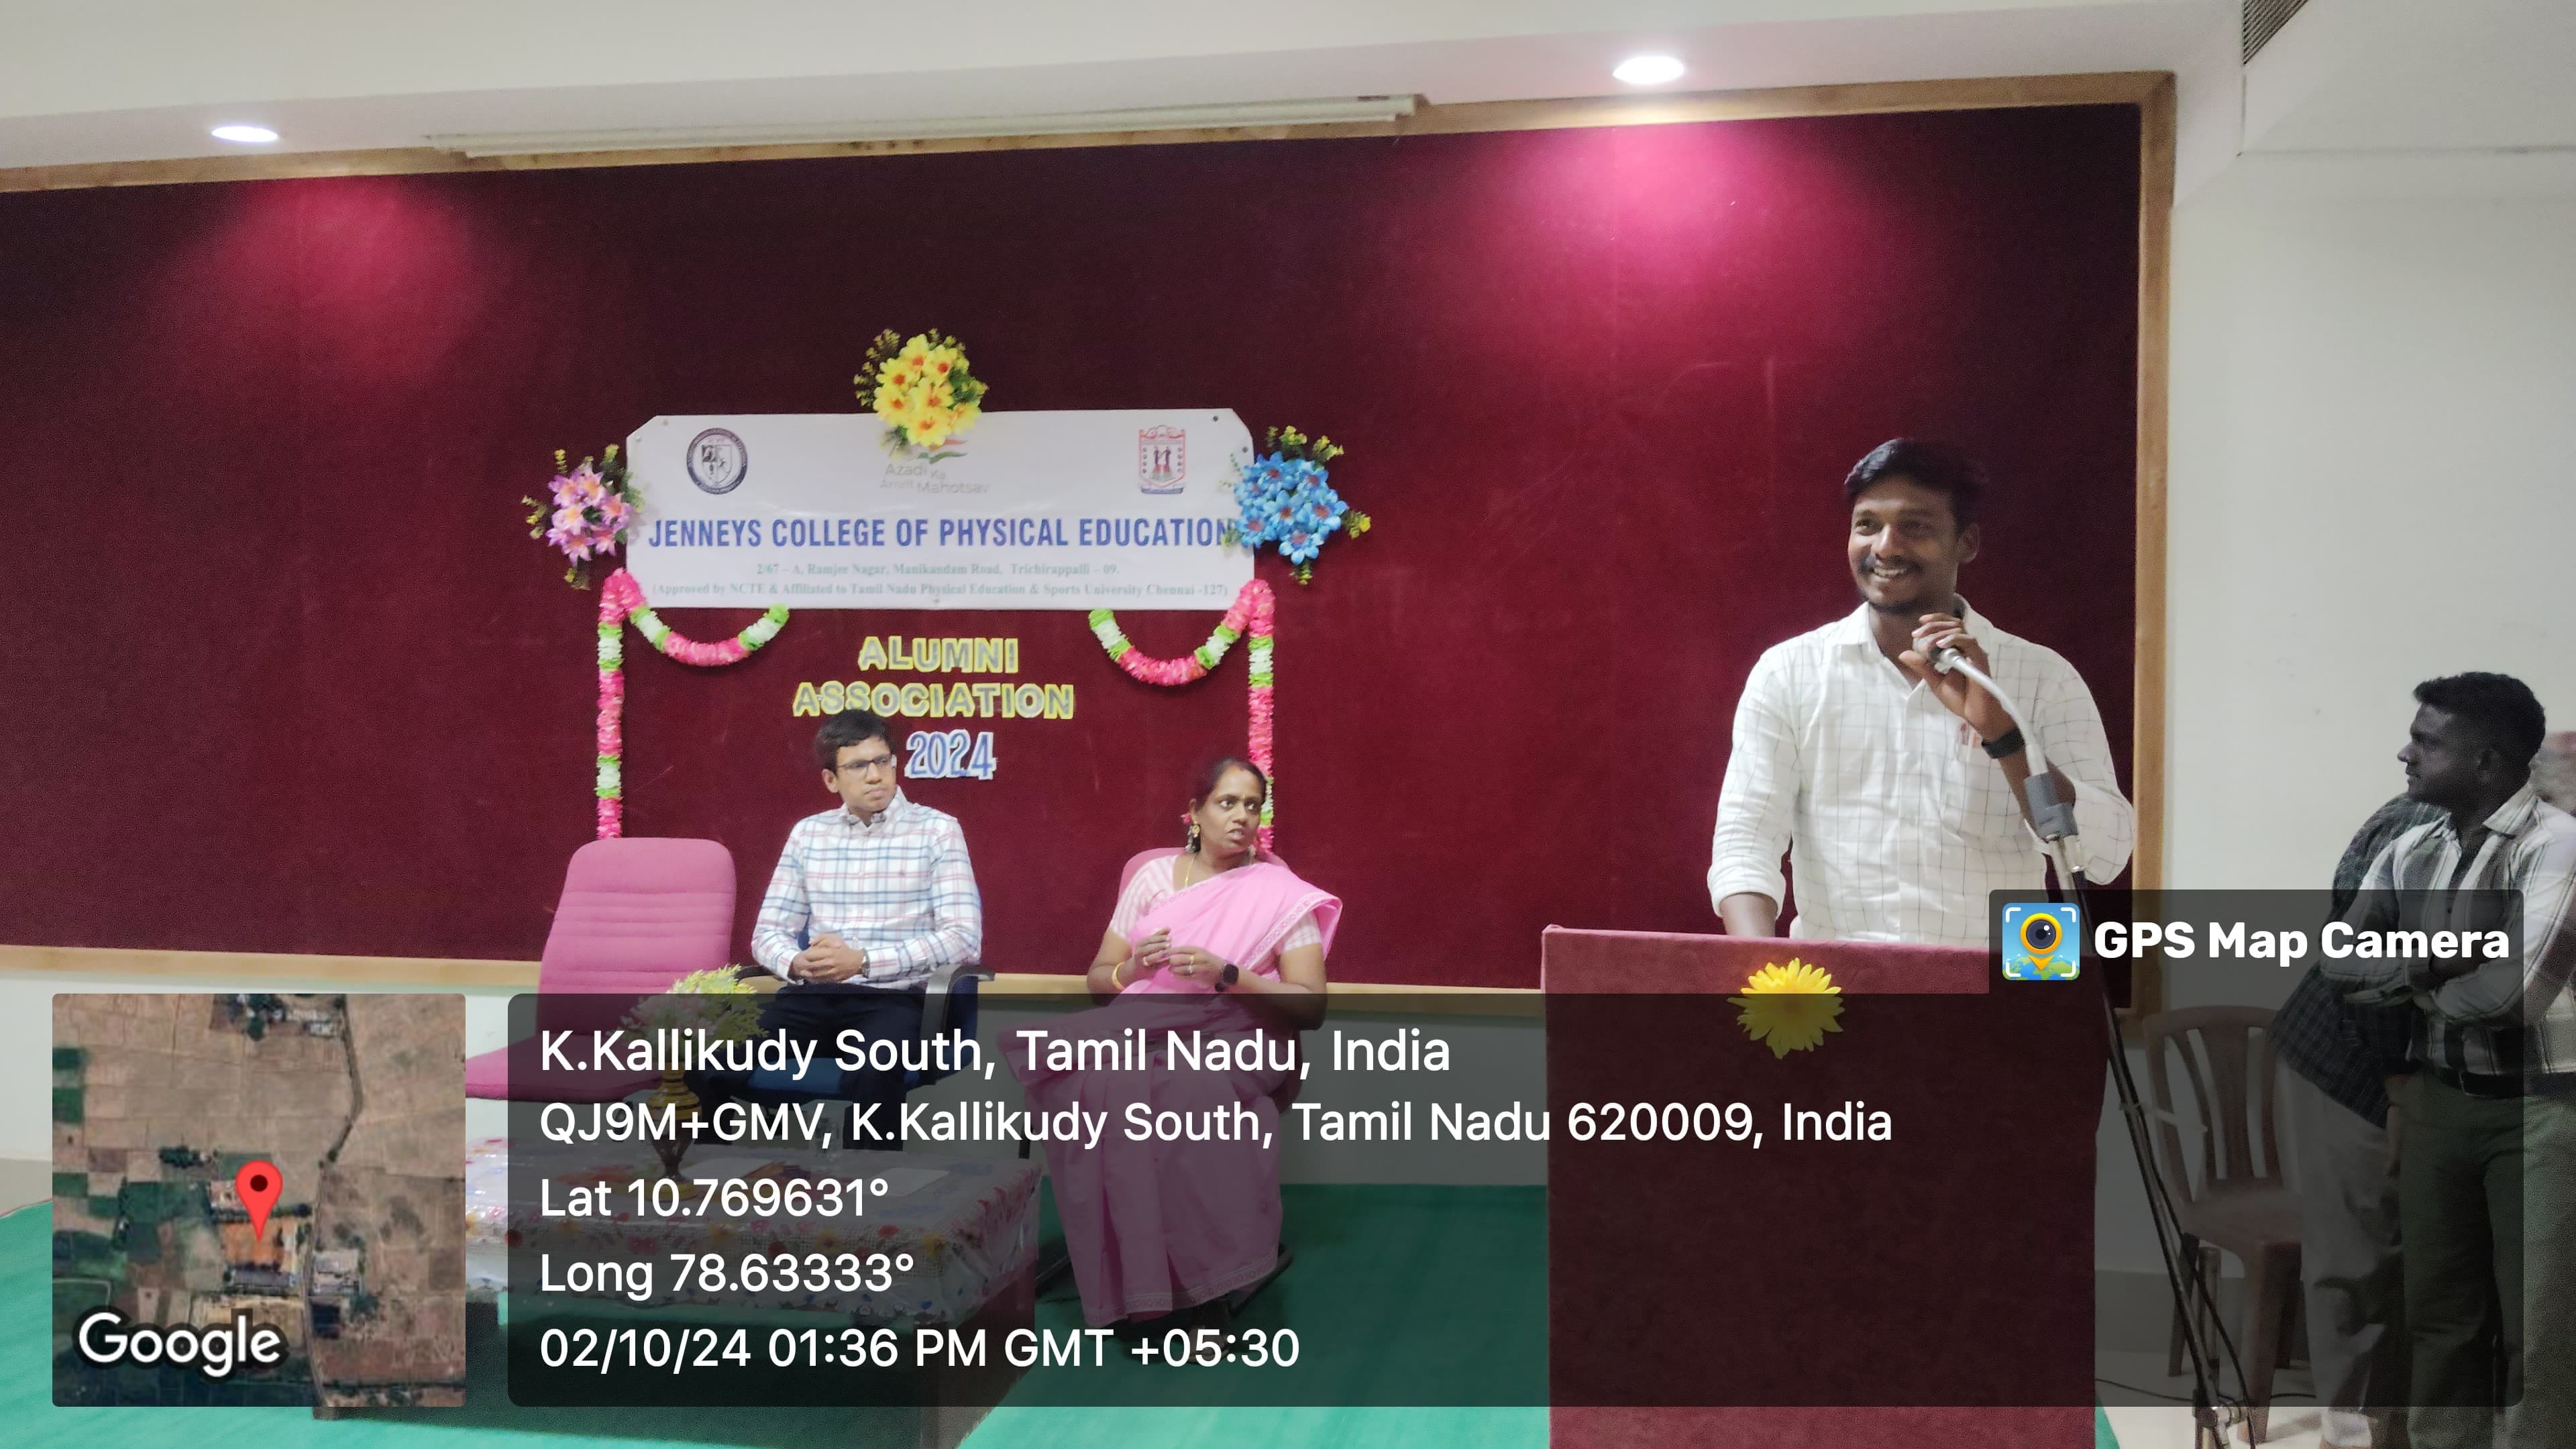 Azadi Ka
Amrit Mahotsav
JENNEYS COLLEGE OF PHYSICAL EDUCATION
2/67 – A, Ramjee Nagar, Manikandam Road, Trichirappalli – 09.
(Approved by NCTE & Affiliated to Tamil Nadu Physical Education & Sports University Chennai -127)
ALUMNI
ASSOCIATION
2024
GPS Map Camera
K.Kallikudy South, Tamil Nadu, India
QJ9M+GMV, K.Kallikudy South, Tamil Nadu 620009, India
Lat 10.769631°
Long 78.63333°
02/10/24 01:36 PM GMT +05:30
Google